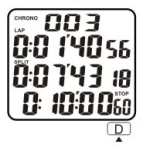 CHRONO 003
LAP
0:01'40 56
SPLIT
0:07'43 18
STOP
0:10'00 60
D